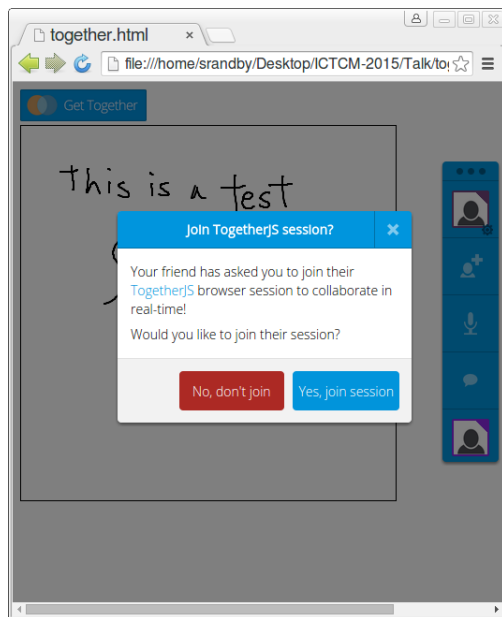 together.html
file:///home/srandby/Desktop/ICTCM-2015/Talk/tog
Get Together
this is a test
Join TogetherJS session?
Your friend has asked you to join their
TogetherJS browser session to collaborate in
real-time!
Would you like to join their session?
No, don't join
Yes, join session